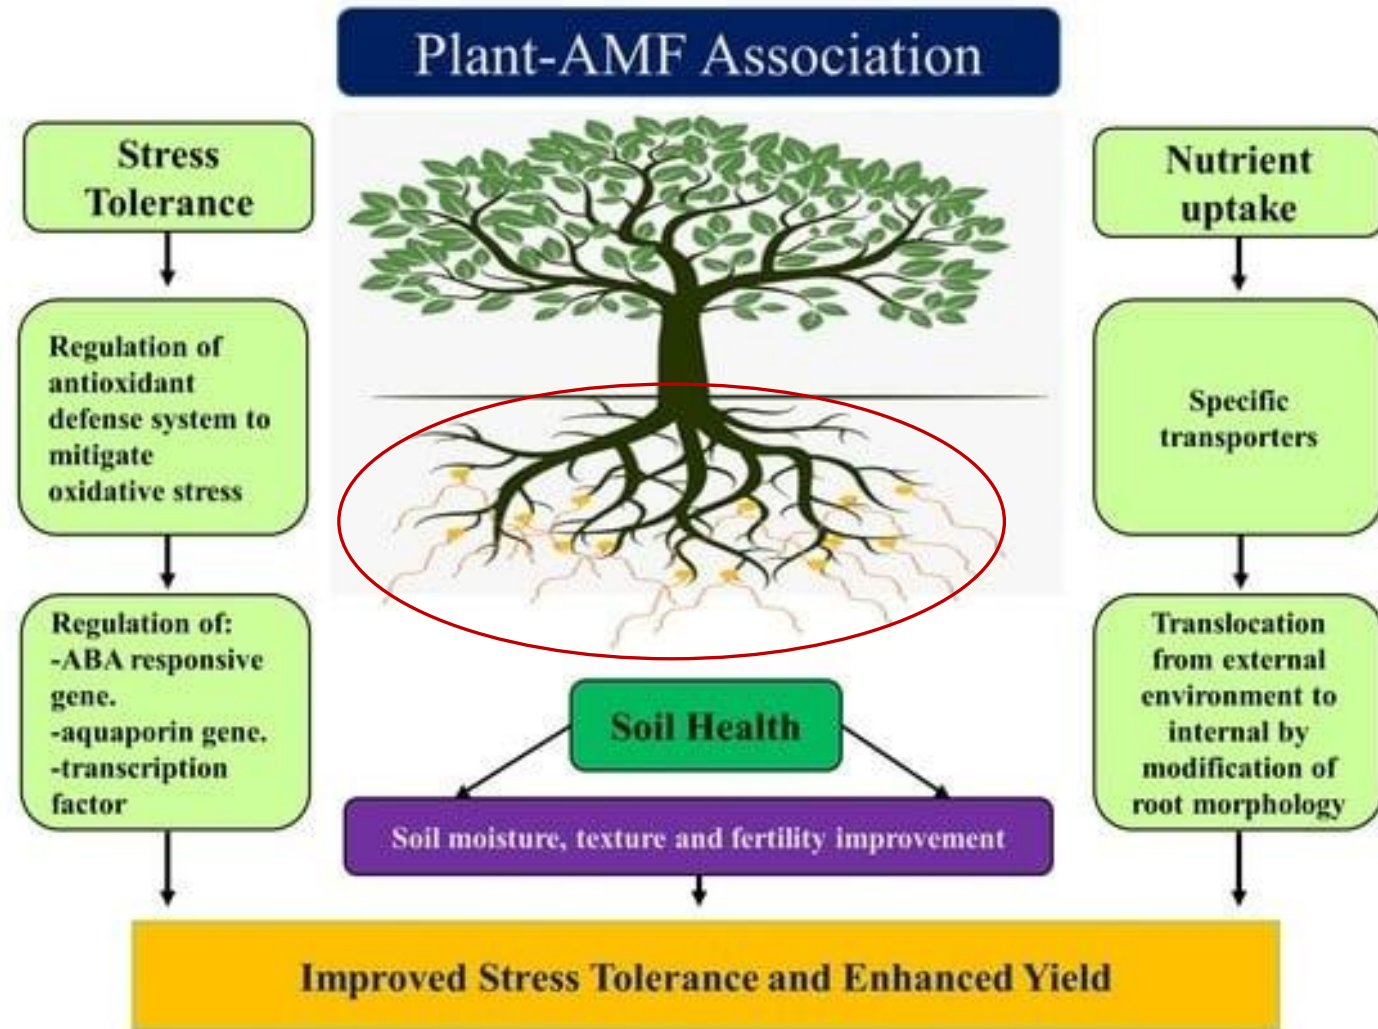 Plant-AMF Association
Stress
Tolerance
Regulation of
antioxidant
defense system to
mitigate
oxidative stress
Regulation of:
-ABA responsive
gene.
-aquaporin gene.
-transcription
factor
Soil Health
Soil moisture, texture and fertility improvement
Nutrient
uptake
Specific
transporters
Translocation
from external
environment to
internal by
modification of
root morphology
Improved Stress Tolerance and Enhanced Yield